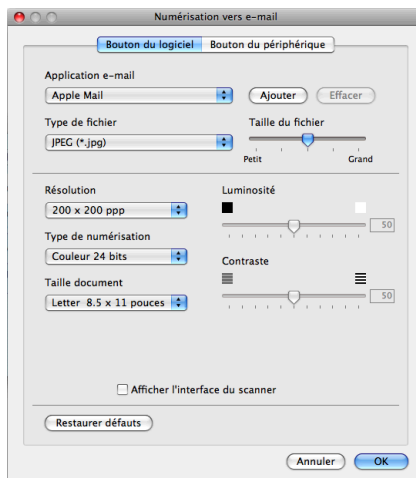 Numérisation vers e-mail
Bouton du logiciel Bouton du périphérique
Application e-mail
Apple Mail Ajouter Effacer
Type de fichier Taille du fichier
JPEG (*.jpg)
Petit Grand
Résolution Luminosité
200 x 200 ppp
50
Type de numérisation
Couleur 24 bits
Contraste
Taille document
Letter 8.5 x 11 pouces 50
Afficher l'interface du scanner
Restaurer défauts
Annuler OK